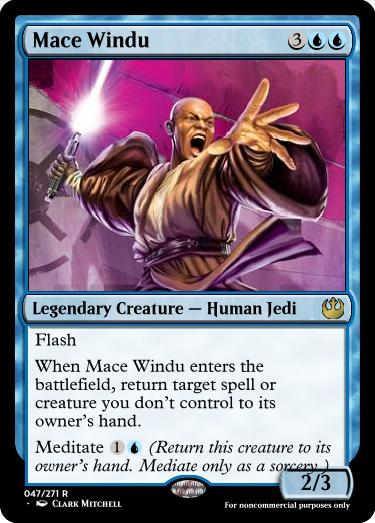 Mace Windu 3
Legendary Creature — Human Jedi
Flash
When Mace Windu enters the
battlefield, return target spell or
creature you don't control to its
owner's hand.
Meditate 1 (Return this creature to its
owner's hand. Mediate only as a sorcery.)
2/3
047/271 R
· CLARK MITCHELL
For noncommercial purposes only